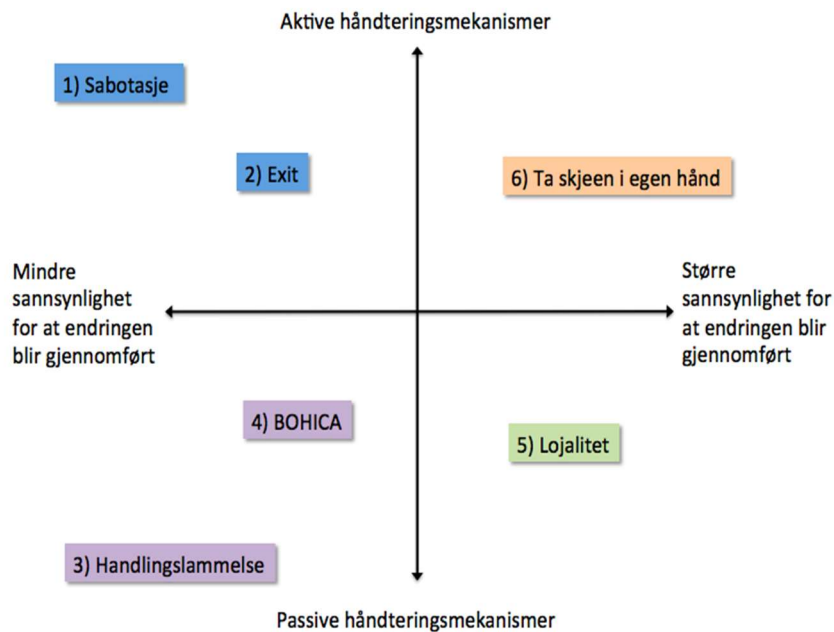 Aktive håndteringsmekanismer
1) Sabotasje
2) Exit
6) Ta skjeen i egen hånd
Mindre
sannsynlighet
for at endringen
blir gjennomført
Større
sannsynlighet for
at endringen blir
gjennomført
4) BOHICA
5) Lojalitet
3) Handlingslammelse
Passive håndteringsmekanismer